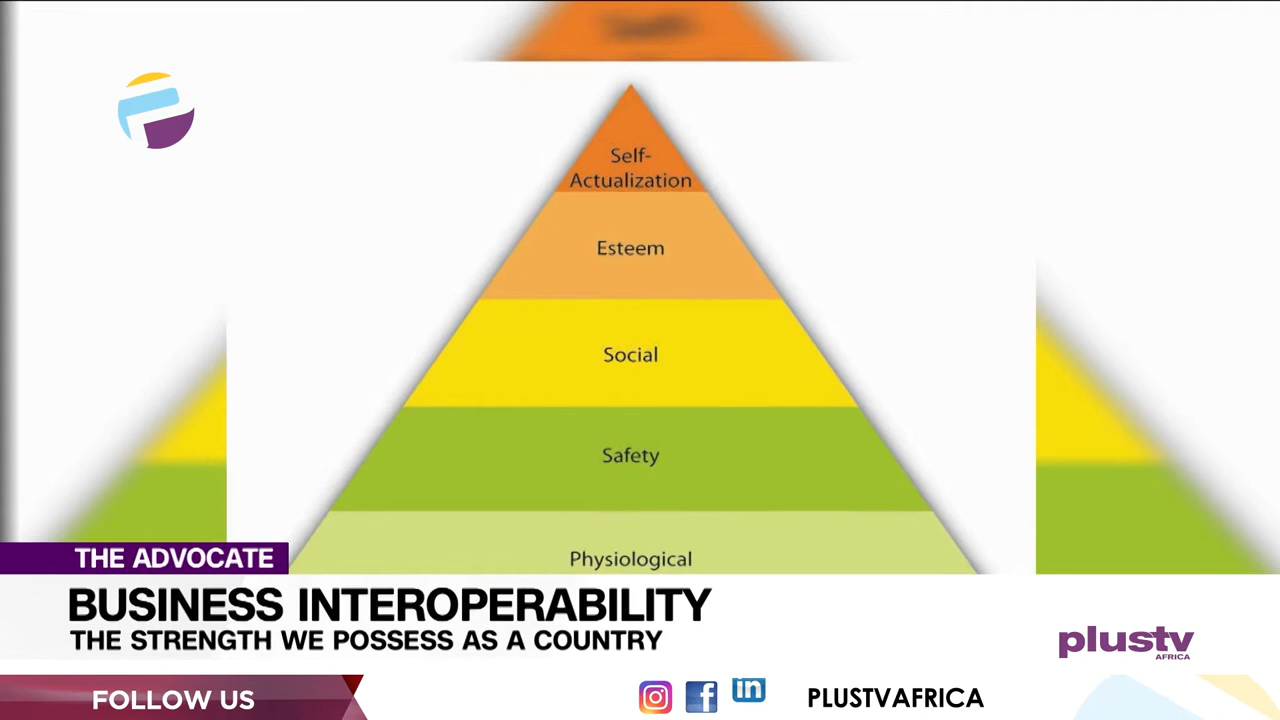 Self-
Actualization
Esteem
Social
Safety
Physiological
THE ADVOCATE
BUSINESS INTEROPERABILITY
THE STRENGTH WE POSSESS AS A COUNTRY
plustv
AFRICA
FOLLOW US
in
PLUSTVAFRICA